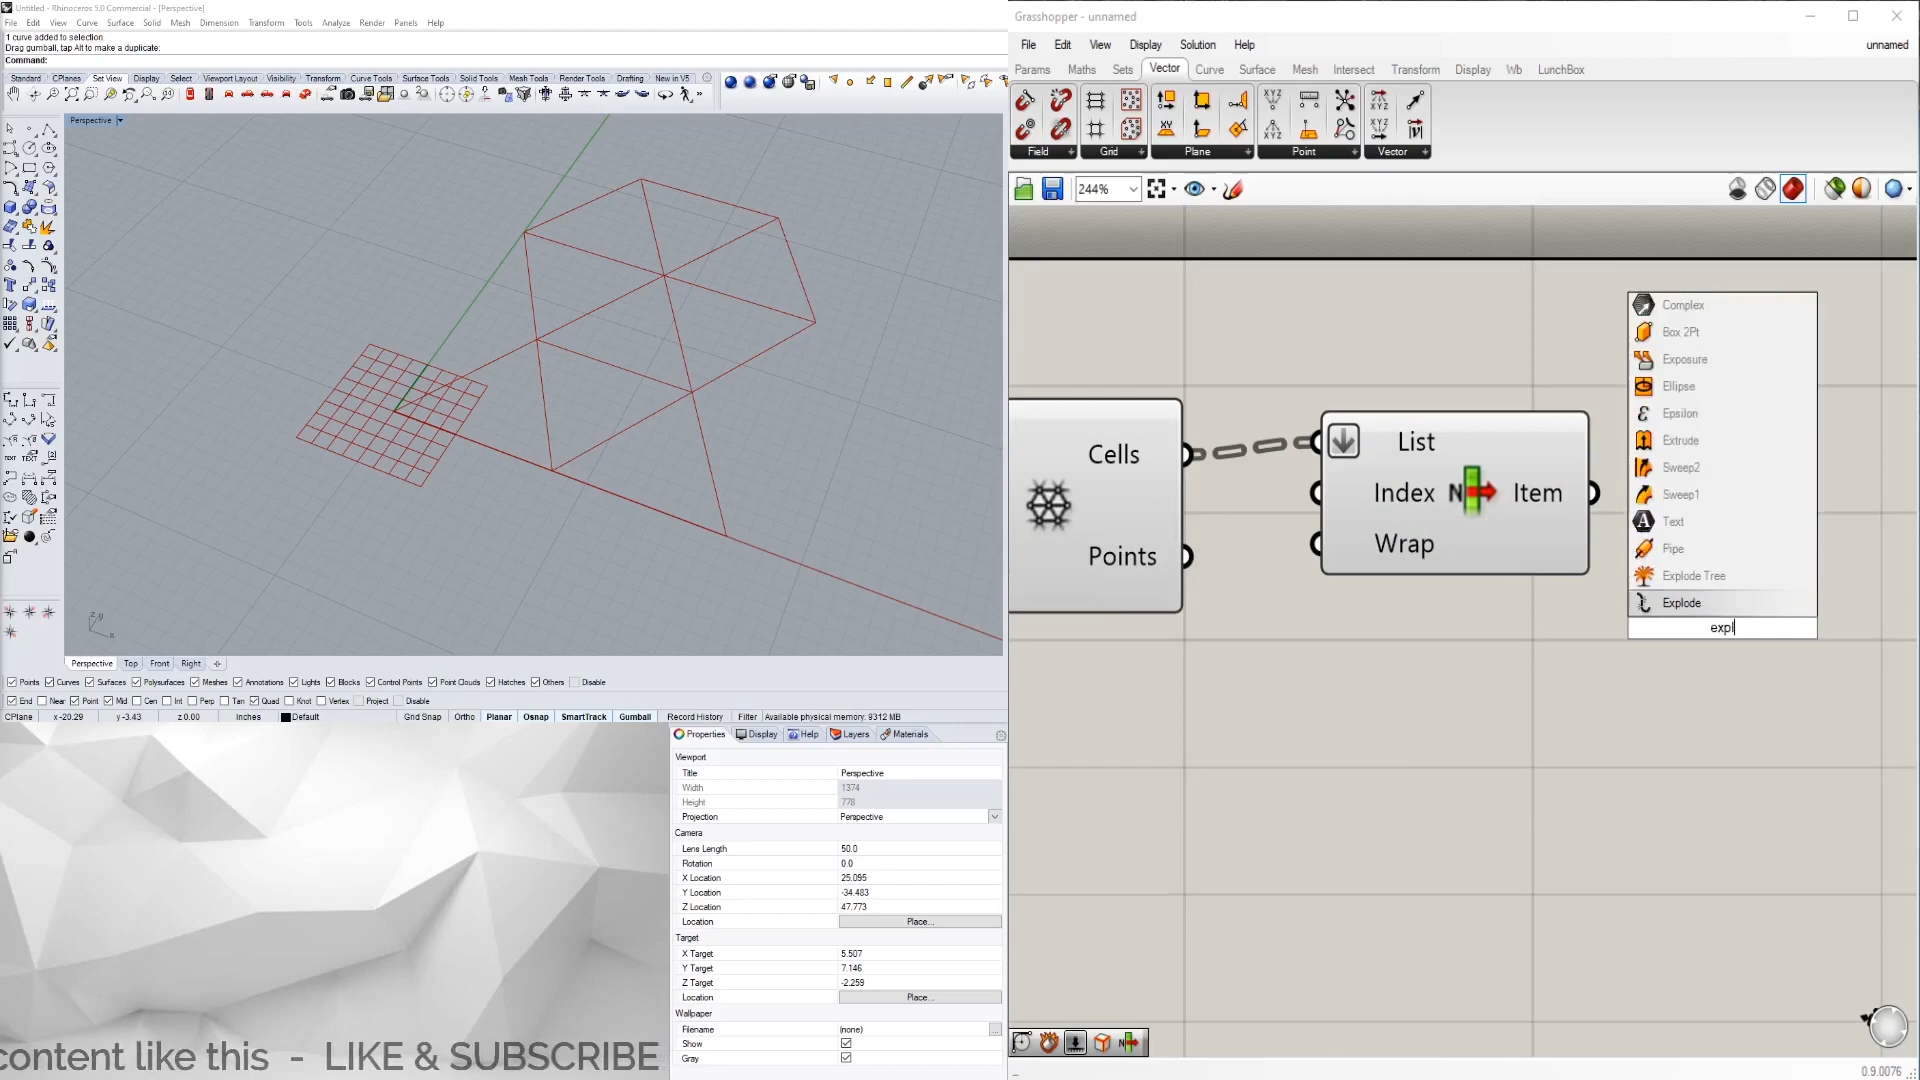 Untitled - Rhinoceros 5.0 Commercial - [Perspective]
File Edit View Curve Surface Solid Mesh Dimension Transform Tools Analyze Render Panels Help
1 curve added to selection.
Drag gumball, tap Alt to make a duplicate:
Command:
Standard CPlanes Set View Display Select Viewport Layout Visibility Transform Curve Tools Surface Tools Solid Tools Mesh Tools Render Tools Drafting New in V5
Perspective
z y
x
Perspective Top Front Right
Points Curves Surfaces Polysurfaces Meshes Annotations Lights Blocks Control Points Point Clouds Hatches Others Disable
End Near Point Mid Cen Int Perp Tan Quad Knot Vertex Project Disable
CPlane x -20.29 y -3.43 z 0.00 Inches Default Grid Snap Ortho Planar Osnap SmartTrack Gumball Record History Filter Available physical memory: 9312 MB
Properties Display Help Layers Materials
Viewport
Title Perspective
Width 1374
Height 778
Projection Perspective
Camera
Lens Length 50.0
Rotation 0.0
X Location 25.095
Y Location -34.483
Z Location 47.773
Location Place...
Target
X Target 5.507
Y Target 7.146
Z Target -2.259
Location Place...
Wallpaper
Filename (none) ...
Show
Gray
content like this - LIKE & SUBSCRIBE
Grasshopper - unnamed
File Edit View Display Solution Help unnamed
Params Maths Sets Vector Curve Surface Mesh Intersect Transform Display Wb LunchBox
Field Grid Plane Point Vector
244%
Cells
Points
List
Index N Item
Wrap
Complex
Box 2Pt
Exposure
Ellipse
Epsilon
Extrude
Sweep2
Sweep1
Text
Pipe
Explode Tree
Explode
expl
0.9.0076